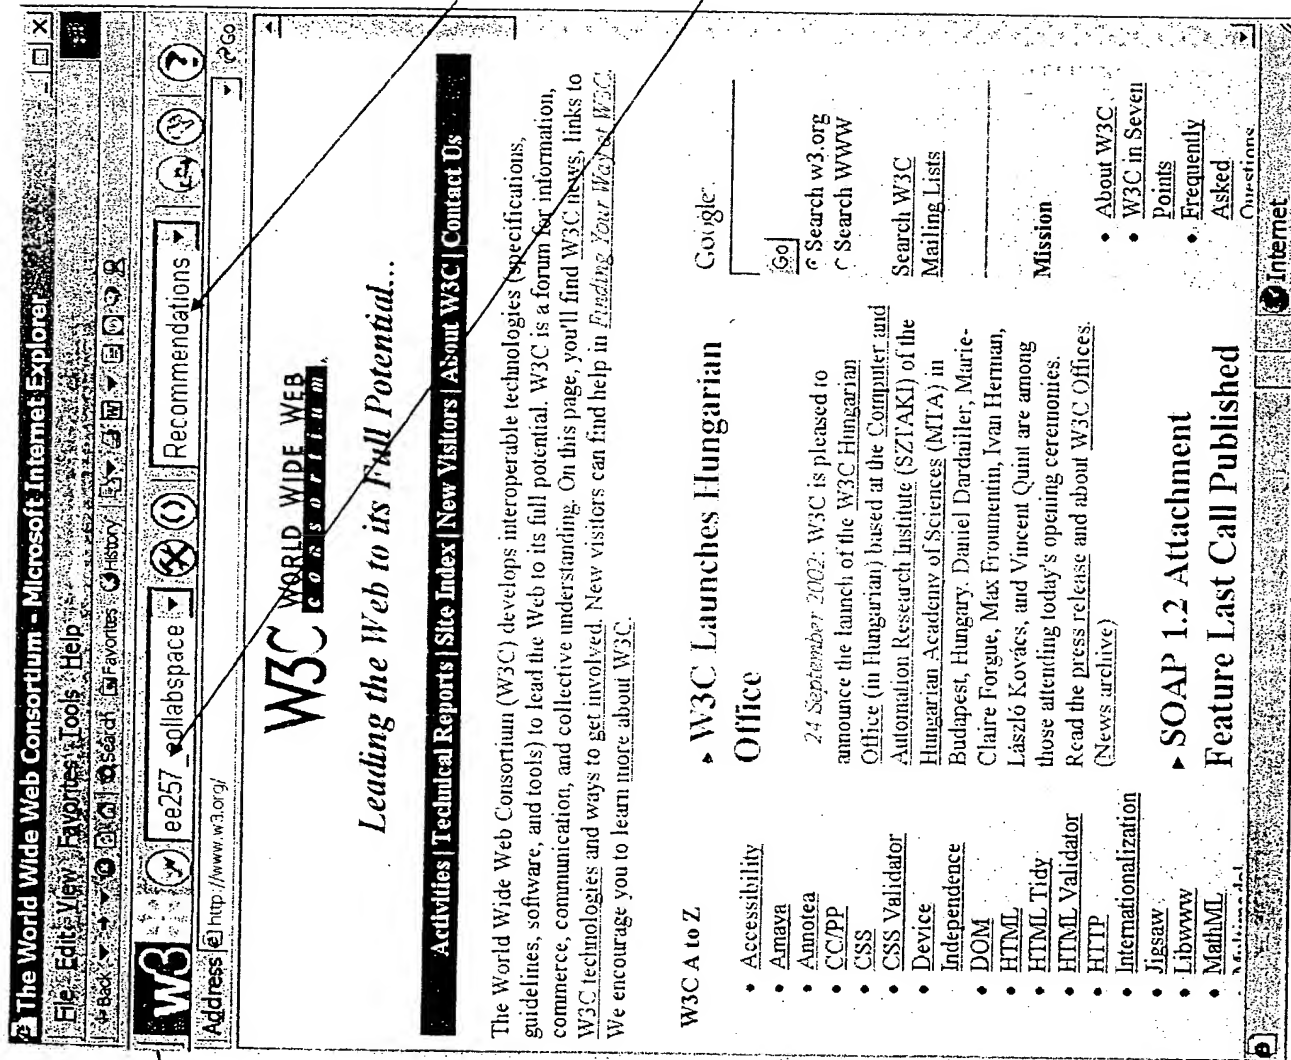 The World Wide Web Consortium - Microsoft Internet Explorer
File Edit View Favorites Tools Help
Back Search Favorites History
w3 ee257_collabspace Recommendations ?
Address http://www.w3.org/ Go
W3C WORLD WIDE WEB
consortium
Leading the Web to its Full Potential...
Activities | Technical Reports | Site Index | New Visitors | About W3C | Contact Us
The World Wide Web Consortium (W3C) develops interoperable technologies (specifications,
guidelines, software, and tools) to lead the Web to its full potential. W3C is a forum for information,
commerce, communication, and collective understanding. On this page, you'll find W3C news, links to
W3C technologies and ways to get involved. New visitors can find help in Finding Your Way at W3C.
We encourage you to learn more about W3C.
W3C A to Z
• Accessibility
• Amaya
• Annotea
• CC/PP
• CSS
• CSS Validator
• Device
Independence
• DOM
• HTML
• HTML Tidy
• HTML Validator
• HTTP
• Internationalization
• Jigsaw
• Libwww
• MathML
▸ W3C Launches Hungarian
Office
24 September 2002: W3C is pleased to
announce the launch of the W3C Hungarian
Office (in Hungarian) based at the Computer and
Automation Research Institute (SZTAKI) of the
Hungarian Academy of Sciences (MTA) in
Budapest, Hungary. Daniel Dardailler, Marie-
Claire Forgue, Max Froumentin, Ivan Herman,
László Kovács, and Vincent Quint are among
those attending today's opening ceremonies.
Read the press release and about W3C Offices.
(News archive)
▸ SOAP 1.2 Attachment
Feature Last Call Published
Google
Go
Search w3.org
Search WWW
Search W3C
Mailing Lists
Mission
• About W3C
• W3C in Seven
Points
• Frequently
Asked
Questions
Internet